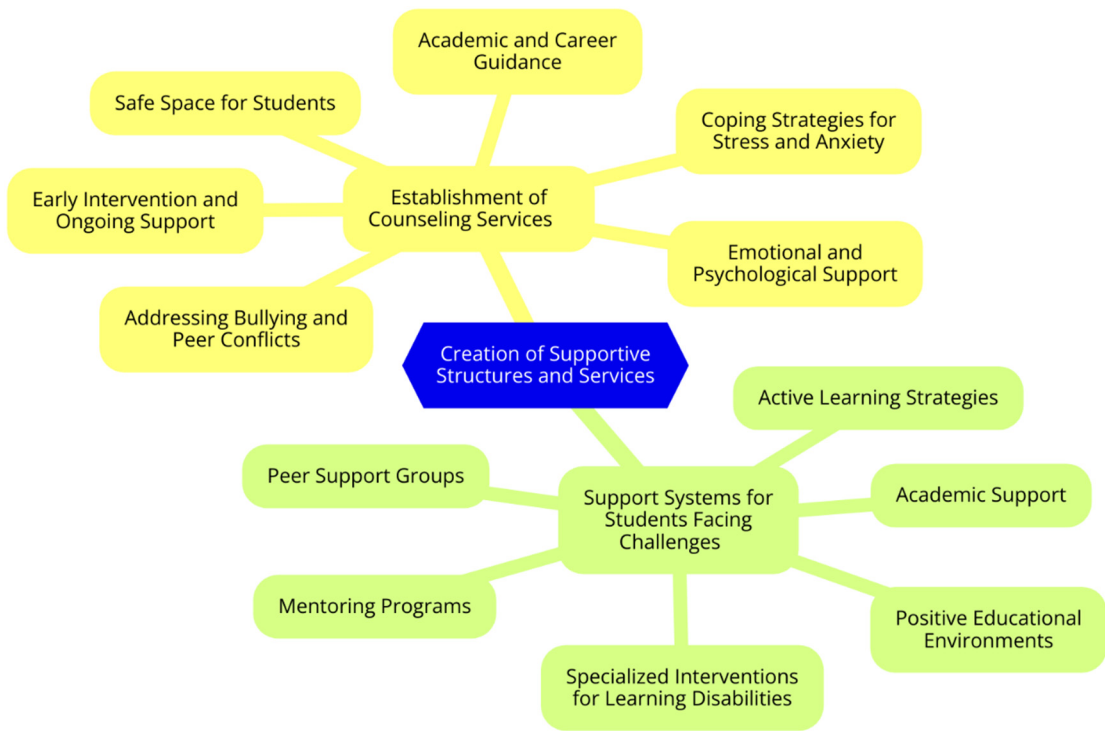 Academic and Career
Guidance
Safe Space for Students
Coping Strategies for
Stress and Anxiety
Early Intervention and
Ongoing Support
Establishment of
Counseling Services
Emotional and
Psychological Support
Addressing Bullying and
Peer Conflicts
Creation of Supportive
Structures and Services
Active Learning Strategies
Peer Support Groups
Support Systems for
Students Facing
Challenges
Academic Support
Mentoring Programs
Positive Educational
Environments
Specialized Interventions
for Learning Disabilities